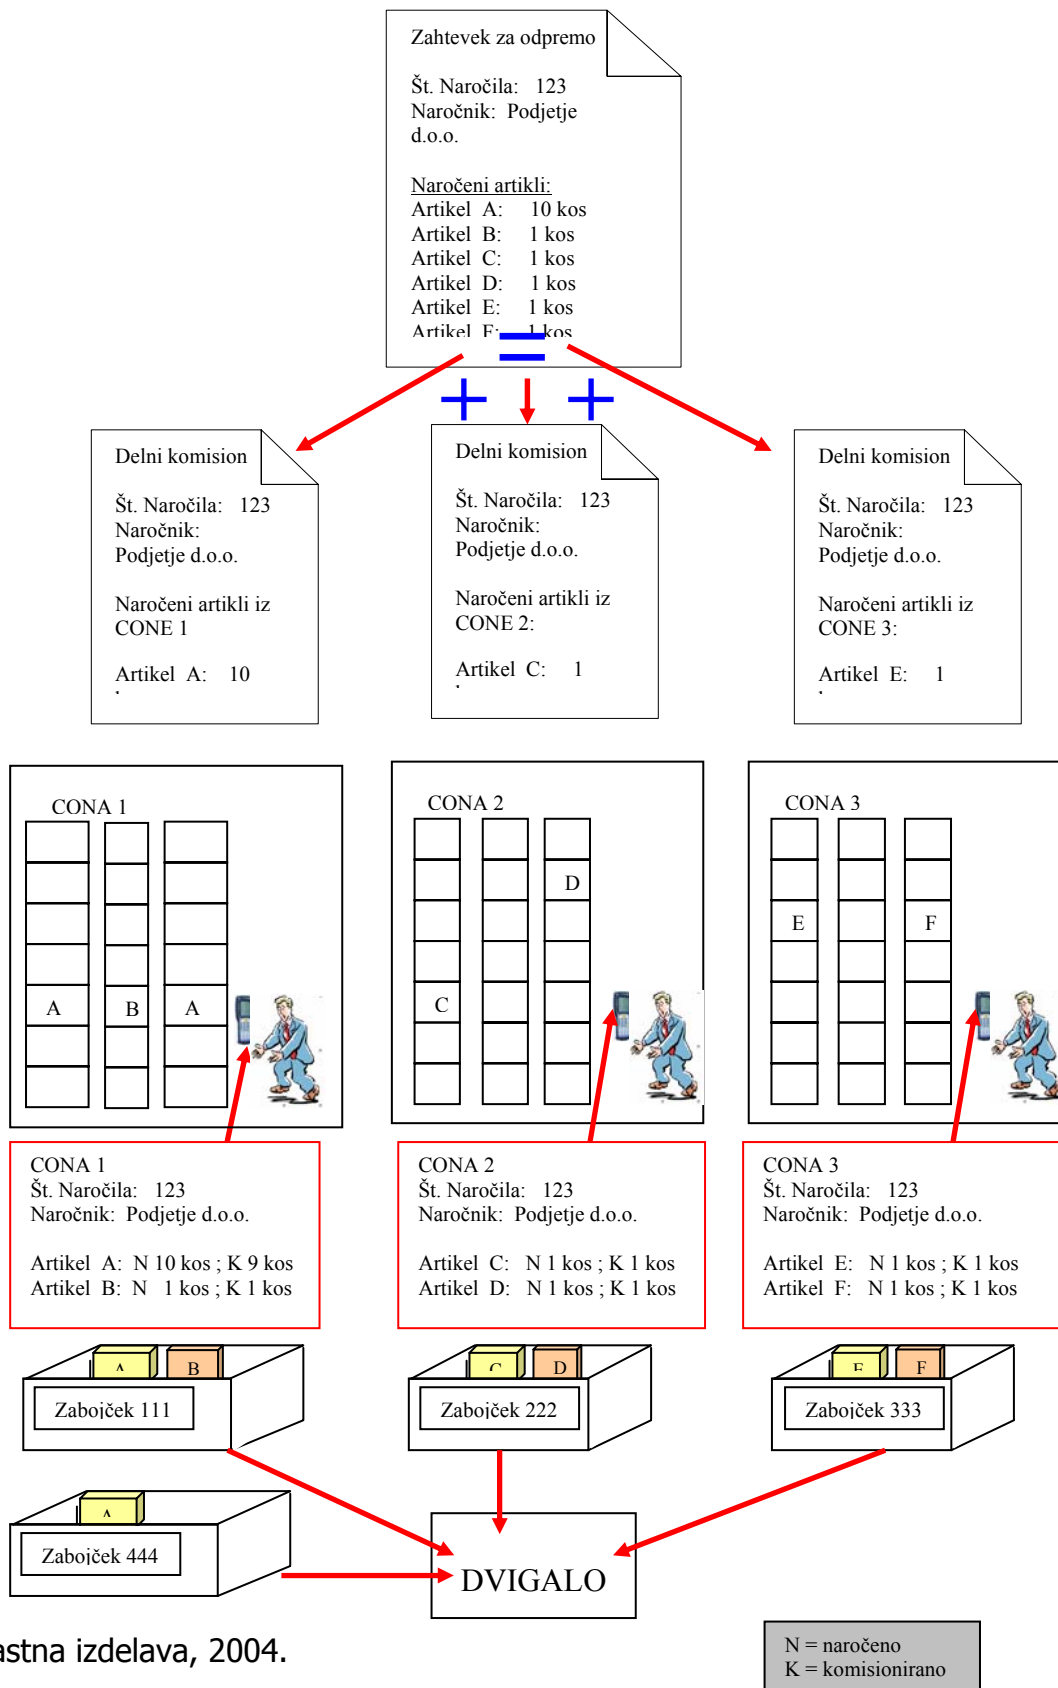 Zahtevek za odpremo
Št. Naročila: 123
Naročnik: Podjetje
d.o.o.
Naročeni artikli:
Artikel A: 10 kos
Artikel B: 1 kos
Artikel C: 1 kos
Artikel D: 1 kos
Artikel E: 1 kos
Artikel F: 1 kos
=
+ +
Delni komision
Št. Naročila: 123
Naročnik:
Podjetje d.o.o.
Naročeni artikli iz
CONE 1
Artikel A: 10
Delni komision
Št. Naročila: 123
Naročnik:
Podjetje d.o.o.
Naročeni artikli iz
CONE 2:
Artikel C: 1
Delni komision
Št. Naročila: 123
Naročnik:
Podjetje d.o.o.
Naročeni artikli iz
CONE 3:
Artikel E: 1
CONA 1
A B A
CONA 2
D
C
CONA 3
E F
CONA 1
Št. Naročila: 123
Naročnik: Podjetje d.o.o.
Artikel A: N 10 kos ; K 9 kos
Artikel B: N 1 kos ; K 1 kos
CONA 2
Št. Naročila: 123
Naročnik: Podjetje d.o.o.
Artikel C: N 1 kos ; K 1 kos
Artikel D: N 1 kos ; K 1 kos
CONA 3
Št. Naročila: 123
Naročnik: Podjetje d.o.o.
Artikel E: N 1 kos ; K 1 kos
Artikel F: N 1 kos ; K 1 kos
A B
Zabojček 111
C D
Zabojček 222
E F
Zabojček 333
A
Zabojček 444
DVIGALO
astna izdelava, 2004.
N = naročeno
K = komisionirano